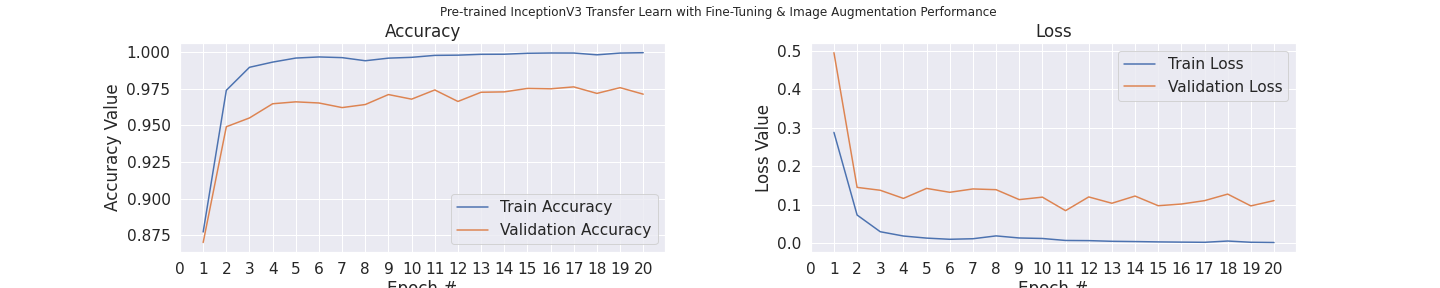 Pre-trained InceptionV3 Transfer Learn with Fine-Tuning & Image Augmentation Performance
Accuracy
1.000
0.975
0.950
0.925
0.900
0.875
Accuracy Value
Train Accuracy
Validation Accuracy
0 1 2 3 4 5 6 7 8 9 10 11 12 13 14 15 16 17 18 19 20
Epoch #
Loss
0.5
0.4
0.3
0.2
0.1
0.0
Loss Value
Train Loss
Validation Loss
0 1 2 3 4 5 6 7 8 9 10 11 12 13 14 15 16 17 18 19 20
Epoch #